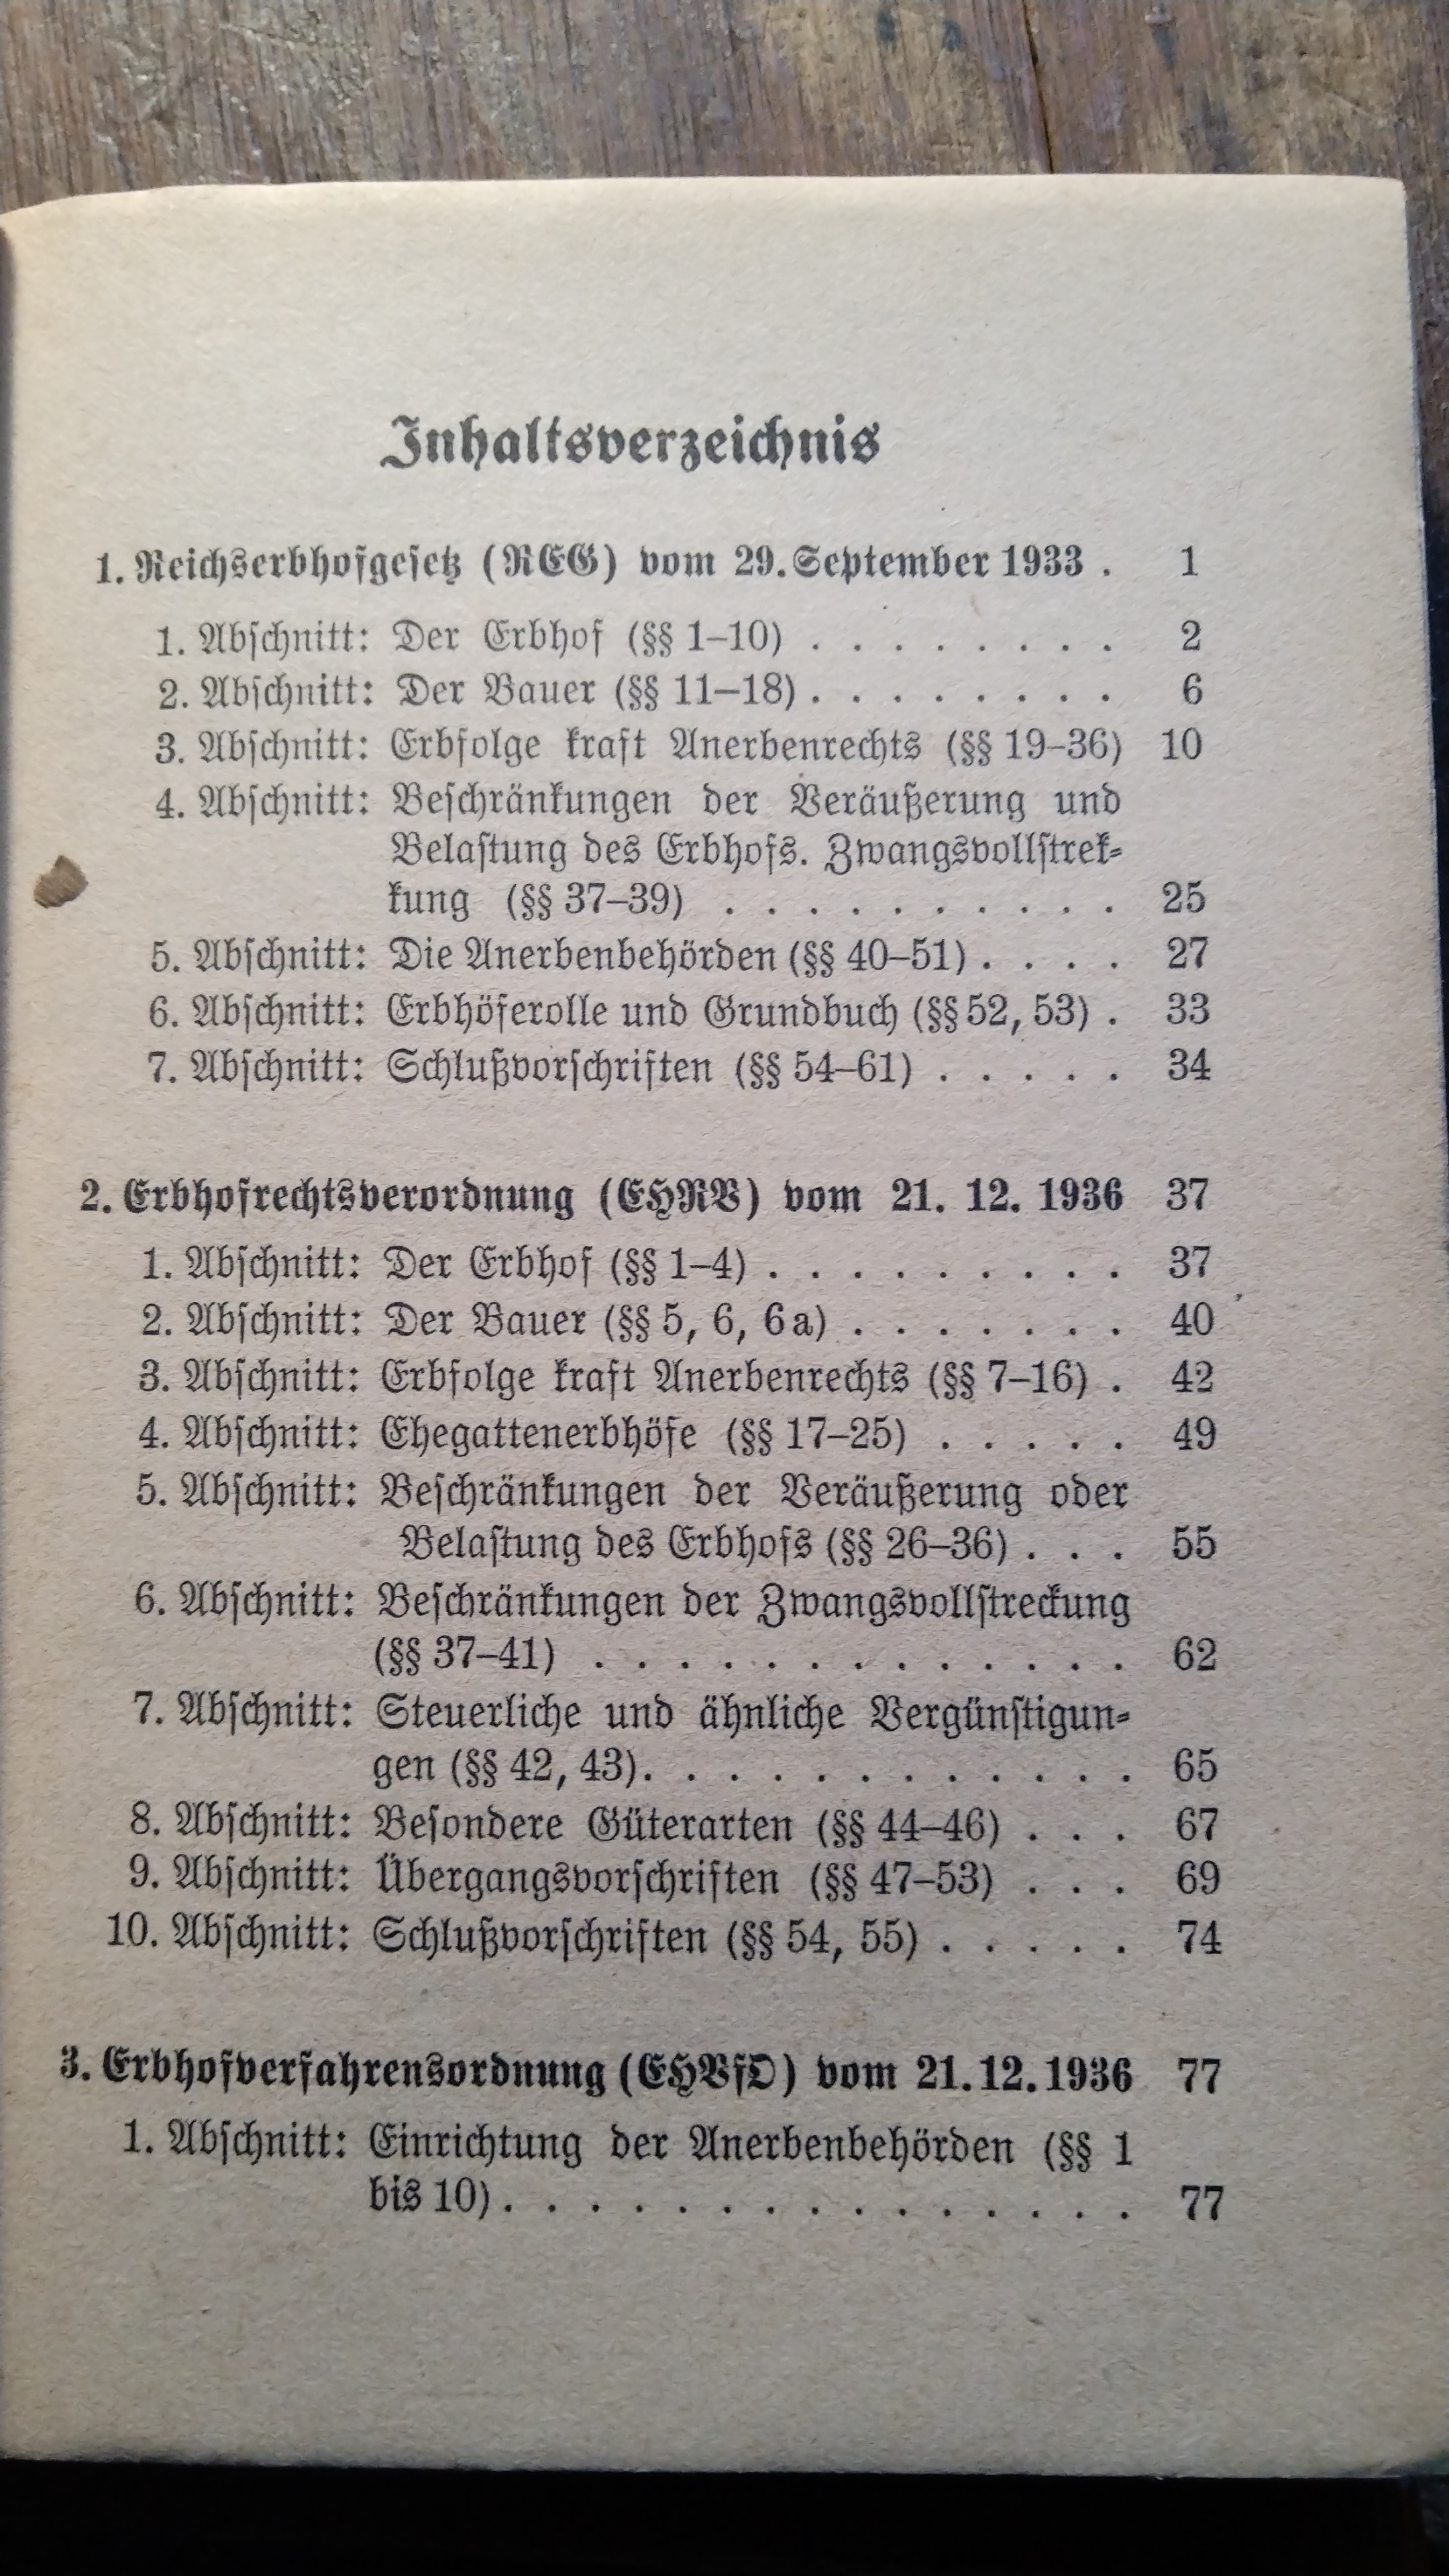 Inhaltsverzeichnis
1. Reichserbhofgesetz (REG) vom 29. September 1933 . 1
1. Abschnitt: Der Erbhof (§§ 1–10) . . . . . . . . 2
2. Abschnitt: Der Bauer (§§ 11–18) . . . . . . . . 6
3. Abschnitt: Erbfolge kraft Anerbenrechts (§§ 19–36) 10
4. Abschnitt: Beschränkungen der Veräußerung und
Belastung des Erbhofs. Zwangsvollstrek-
kung (§§ 37–39) . . . . . . . . . . 25
5. Abschnitt: Die Anerbenbehörden (§§ 40–51) . . . . 27
6. Abschnitt: Erbhöferolle und Grundbuch (§§ 52, 53) . 33
7. Abschnitt: Schlußvorschriften (§§ 54–61) . . . . . 34
2. Erbhofrechtsverordnung (EHRV) vom 21. 12. 1936 37
1. Abschnitt: Der Erbhof (§§ 1–4) . . . . . . . . . 37
2. Abschnitt: Der Bauer (§§ 5, 6, 6a) . . . . . . . 40
3. Abschnitt: Erbfolge kraft Anerbenrechts (§§ 7–16) . 42
4. Abschnitt: Ehegattenerbhöfe (§§ 17–25) . . . . . 49
5. Abschnitt: Beschränkungen der Veräußerung oder
Belastung des Erbhofs (§§ 26–36) . . . 55
6. Abschnitt: Beschränkungen der Zwangsvollstreckung
(§§ 37–41) . . . . . . . . . . . . . 62
7. Abschnitt: Steuerliche und ähnliche Vergünstigun-
gen (§§ 42, 43) . . . . . . . . . . . . 65
8. Abschnitt: Besondere Güterarten (§§ 44–46) . . . 67
9. Abschnitt: Übergangsvorschriften (§§ 47–53) . . . 69
10. Abschnitt: Schlußvorschriften (§§ 54, 55) . . . . . 74
3. Erbhofverfahrensordnung (EHVfO) vom 21. 12. 1936 77
1. Abschnitt: Einrichtung der Anerbenbehörden (§§ 1
bis 10) . . . . . . . . . . . . . . . 77